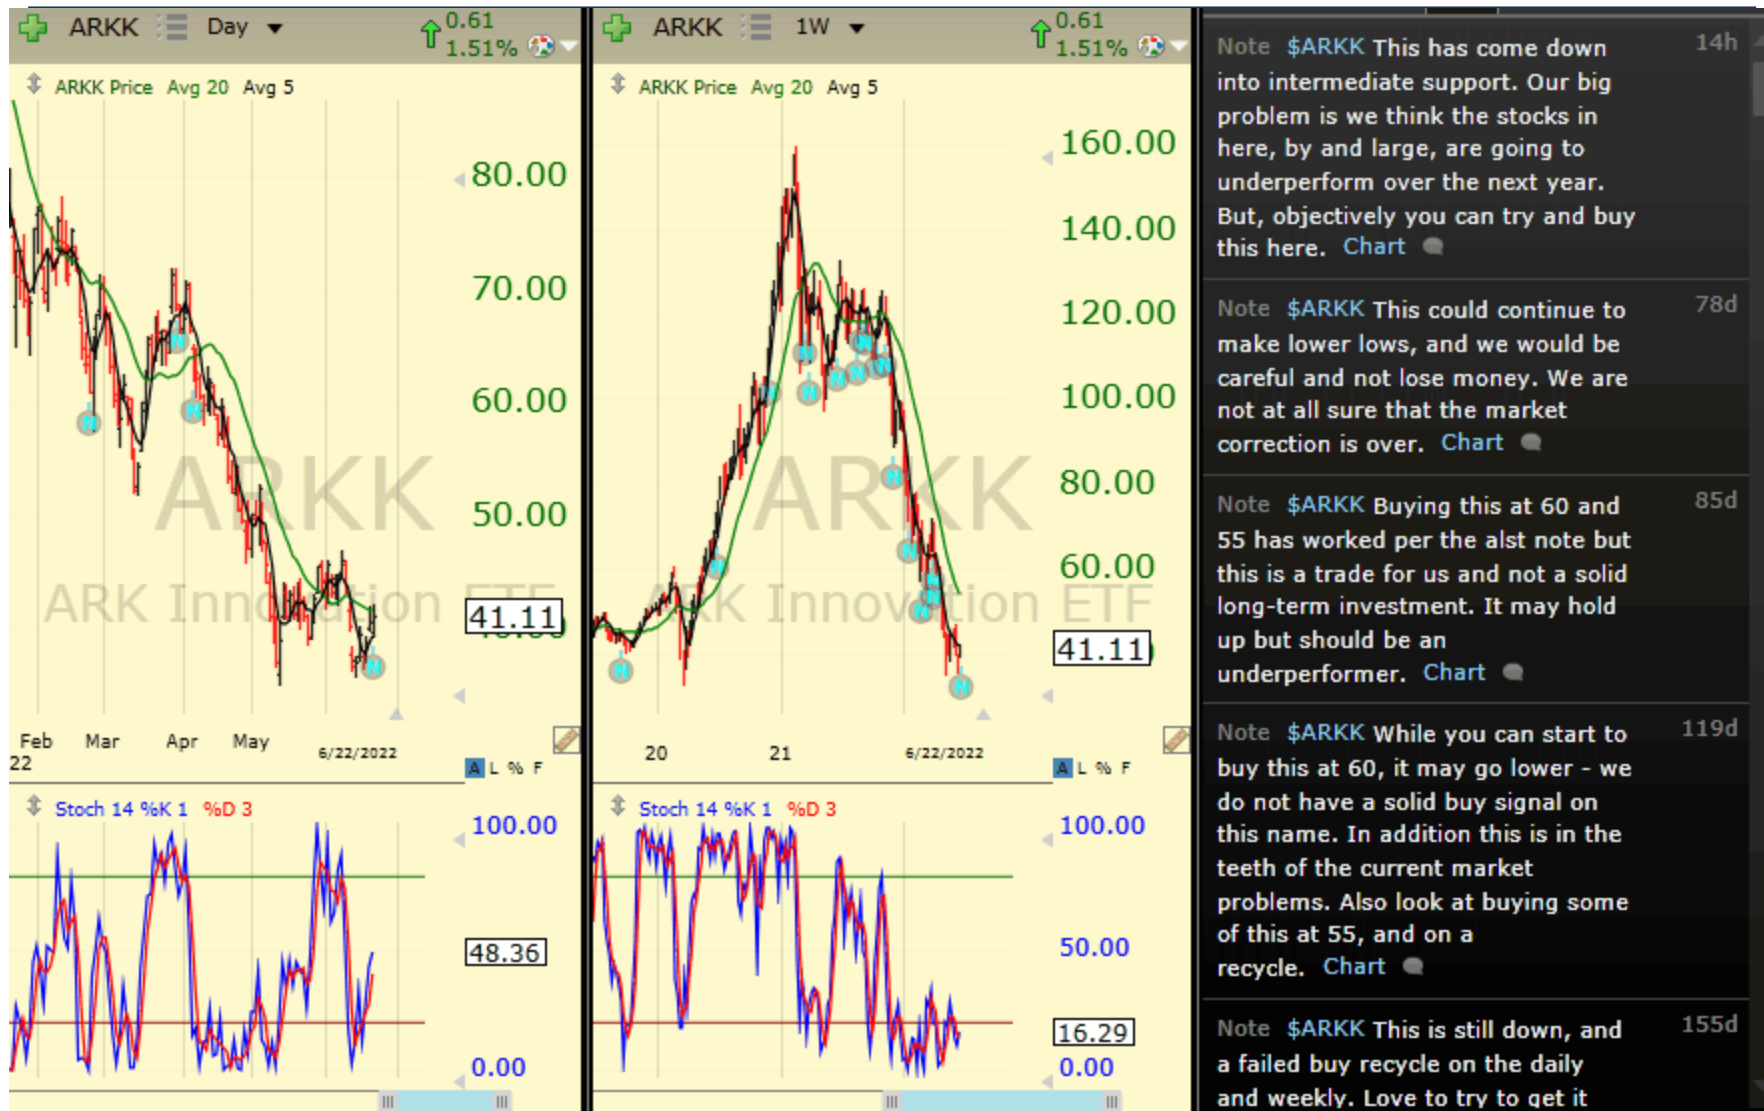 ARKK Day 0.61
1.51%
ARKK Price Avg 20 Avg 5
80.00
70.00
60.00
50.00
41.11
ARKK
ARK Innovation ETF
Feb Mar Apr May 6/22/2022
22
A L % F
Stoch 14 %K 1 %D 3
100.00
48.36
0.00
ARKK 1W 0.61
1.51%
ARKK Price Avg 20 Avg 5
160.00
140.00
120.00
100.00
80.00
60.00
41.11
ARKK
ARK Innovation ETF
20 21 6/22/2022
A L % F
Stoch 14 %K 1 %D 3
100.00
50.00
16.29
0.00
Note $ARKK This has come down 14h
into intermediate support. Our big
problem is we think the stocks in
here, by and large, are going to
underperform over the next year.
But, objectively you can try and buy
this here. Chart
Note $ARKK This could continue to 78d
make lower lows, and we would be
careful and not lose money. We are
not at all sure that the market
correction is over. Chart
Note $ARKK Buying this at 60 and 85d
55 has worked per the alst note but
this is a trade for us and not a solid
long-term investment. It may hold
up but should be an
underperformer. Chart
Note $ARKK While you can start to 119d
buy this at 60, it may go lower - we
do not have a solid buy signal on
this name. In addition this is in the
teeth of the current market
problems. Also look at buying some
of this at 55, and on a
recycle. Chart
Note $ARKK This is still down, and 155d
a failed buy recycle on the daily
and weekly. Love to try to get it